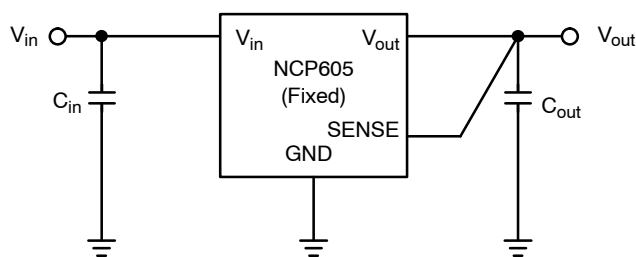 Vin
Vin
Vout
Vout
NCP605
(Fixed)
Cin
Cout
SENSE
GND